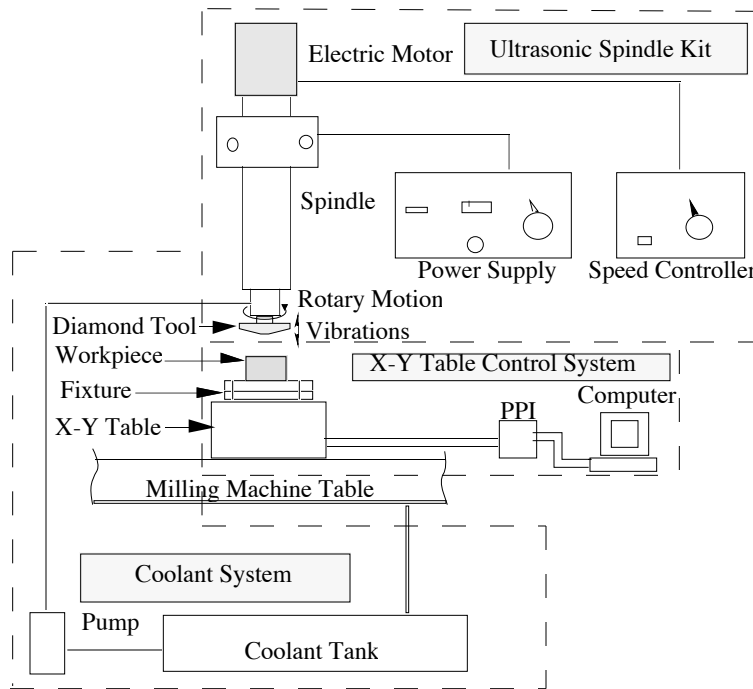 Electric Motor
Ultrasonic Spindle Kit
Spindle
Power Supply
Speed Controller
Rotary Motion
Diamond Tool
Vibrations
Workpiece
X-Y Table Control System
Fixture
Computer
PPI
X-Y Table
Milling Machine Table
Coolant System
Pump
Coolant Tank